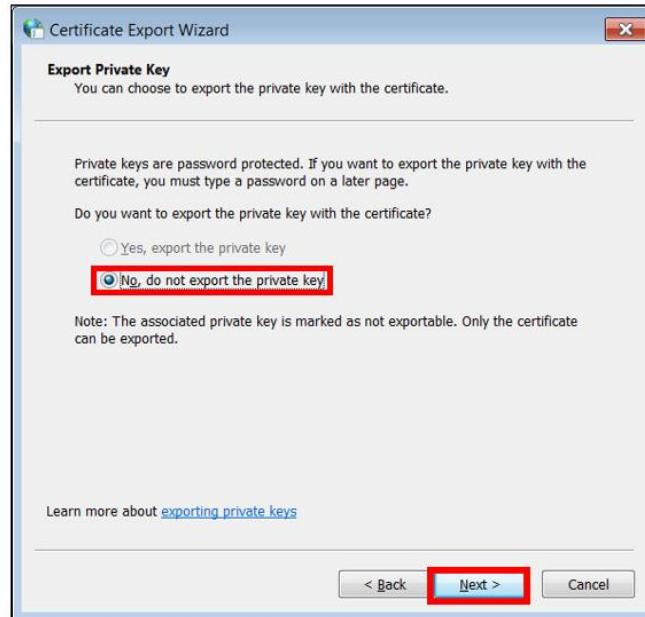 Certificate Export Wizard
Export Private Key
You can choose to export the private key with the certificate.
Private keys are password protected. If you want to export the private key with the
certificate, you must type a password on a later page.
Do you want to export the private key with the certificate?
Yes, export the private key
No, do not export the private key
Note: The associated private key is marked as not exportable. Only the certificate
can be exported.
Learn more about exporting private keys
< Back Next > Cancel